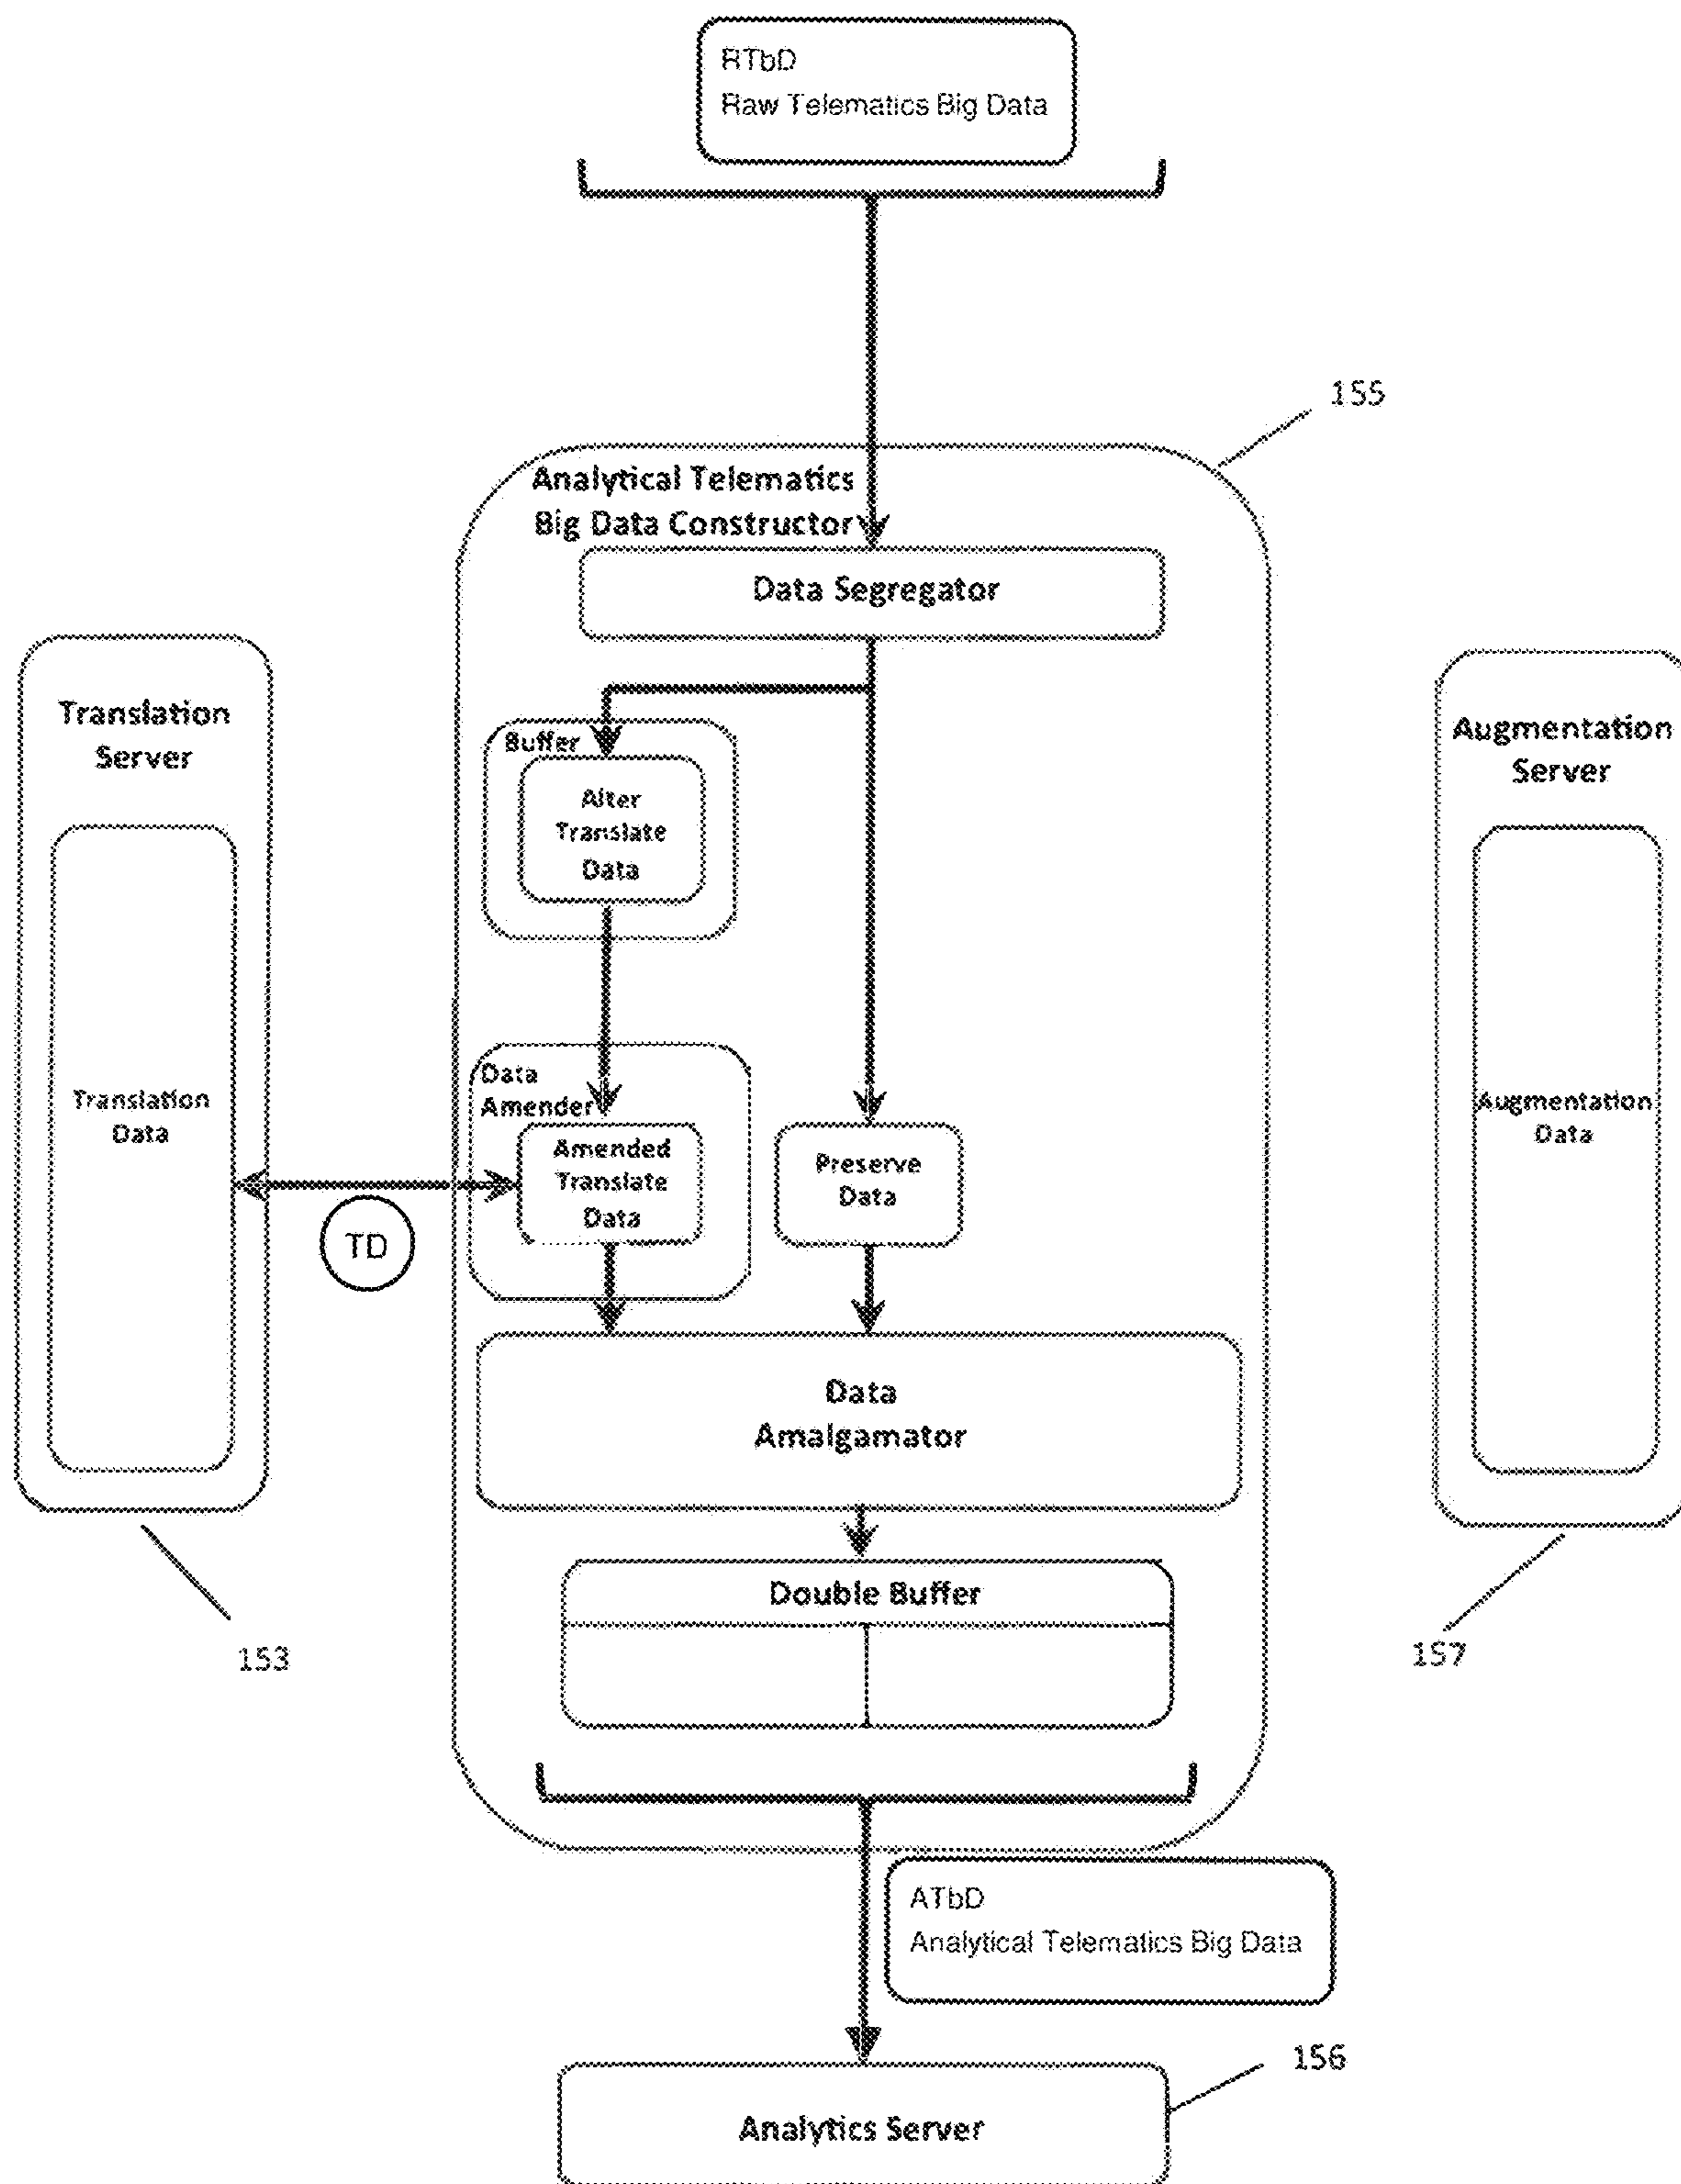 RTbD
Raw Telematics Big Data
155
Analytical Telematics
Big Data Constructor
Data Segregator
Translation
Server
Buffer
Alter
Translate
Data
Augmentation
Server
Translation
Data
Data
Amender
Amended
Translate
Data
Preserve
Data
Augmentation
Data
TD
Data
Amalgamator
Double Buffer
153
157
ATbD
Analytical Telematics Big Data
156
Analytics Server